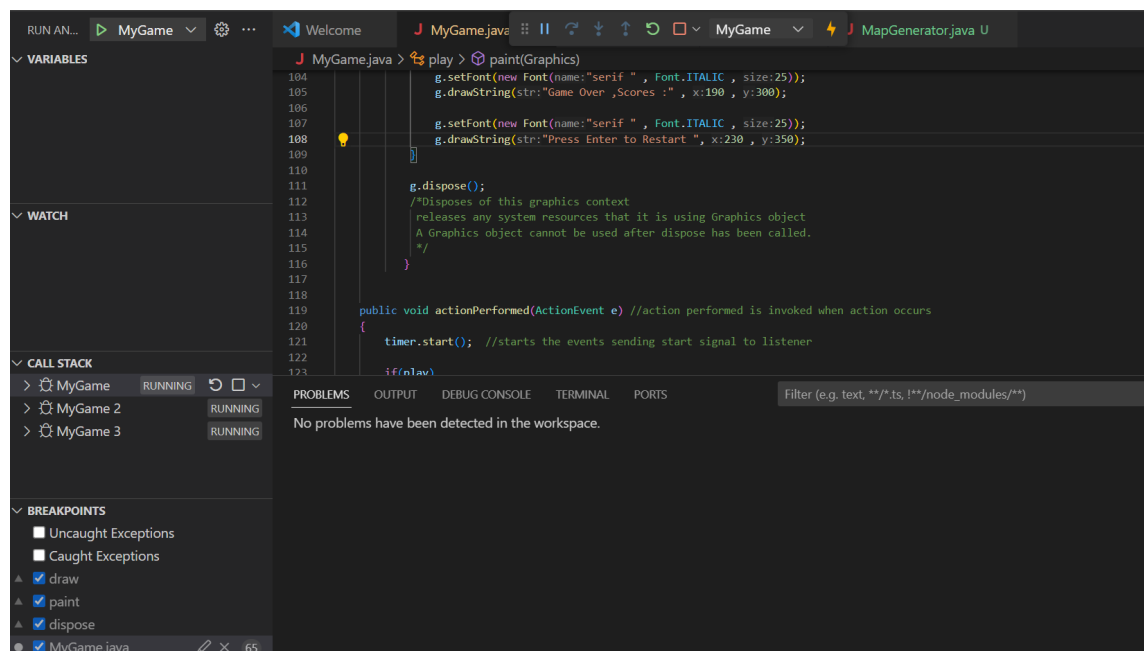 RUN AN... MyGame
VARIABLES
WATCH
CALL STACK
MyGame RUNNING
MyGame 2 RUNNING
MyGame 3 RUNNING
BREAKPOINTS
Uncaught Exceptions
Caught Exceptions
draw
paint
dispose
MyGame.java 65
Welcome J MyGame.java MyGame J MapGenerator.java U
J MyGame.java > play > paint(Graphics)
104 g.setFont(new Font(name:"serif " , Font.ITALIC , size:25));
105 g.drawString(str:"Game Over ,Scores :" , x:190 , y:300);
106
107 g.setFont(new Font(name:"serif " , Font.ITALIC , size:25));
108 g.drawString(str:"Press Enter to Restart ", x:230 , y:350);
109 }
110
111 g.dispose();
112 /*Disposes of this graphics context
113 releases any system resources that it is using Graphics object
114 A Graphics object cannot be used after dispose has been called.
115 */
116 }
117
118
119 public void actionPerformed(ActionEvent e) //action performed is invoked when action occurs
120 {
121 timer.start(); //starts the events sending start signal to listener
122
123 if(play)
PROBLEMS OUTPUT DEBUG CONSOLE TERMINAL PORTS Filter (e.g. text, **/*.ts, !**/node_modules/**)
No problems have been detected in the workspace.